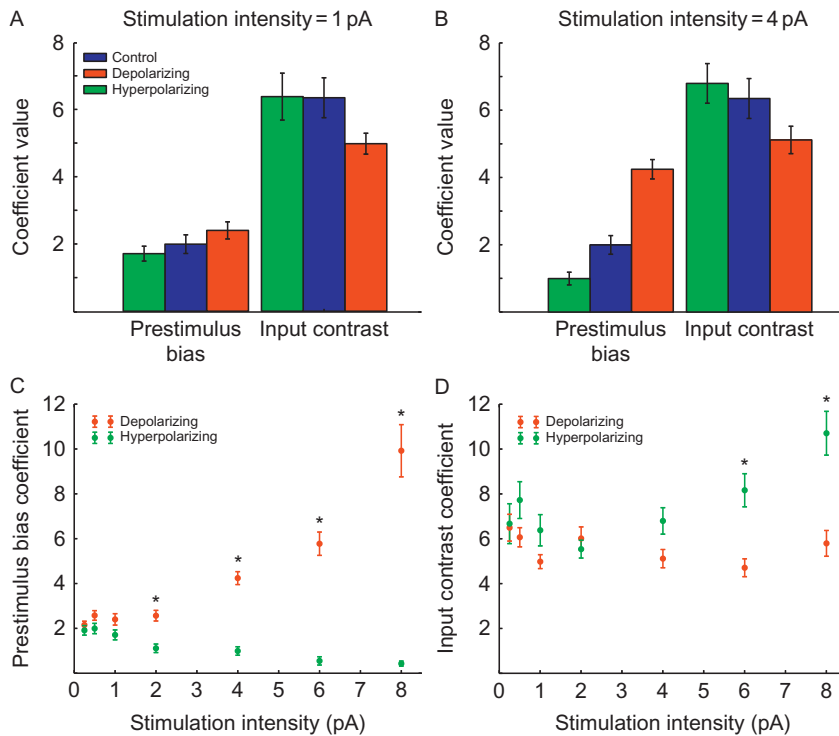 A
Stimulation intensity = 1 pA
Coefficient value
8
6
4
2
Control
Depolarizing
Hyperpolarizing
Prestimulus
bias
Input contrast
B
Stimulation intensity = 4 pA
Coefficient value
8
6
4
2
Prestimulus
bias
Input contrast
C
Prestimulus bias coefficient
12
10
8
6
4
2
Depolarizing
Hyperpolarizing
*
*
*
*
0 1 2 3 4 5 6 7 8
Stimulation intensity (pA)
D
Input contrast coefficient
12
10
8
6
4
2
Depolarizing
Hyperpolarizing
*
*
0 1 2 3 4 5 6 7 8
Stimulation intensity (pA)